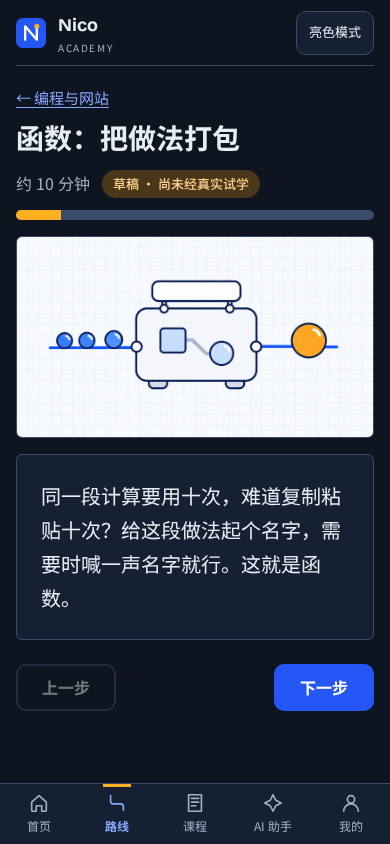 Nico
ACADEMY
亮色模式
← 编程与网站
函数：把做法打包
约 10 分钟
草稿 · 尚未经真实试学
同一段计算要用十次，难道复制粘
贴十次？给这段做法起个名字，需
要时喊一声名字就行。这就是函
数。
上一步
下一步
首页
路线
课程
AI 助手
我的